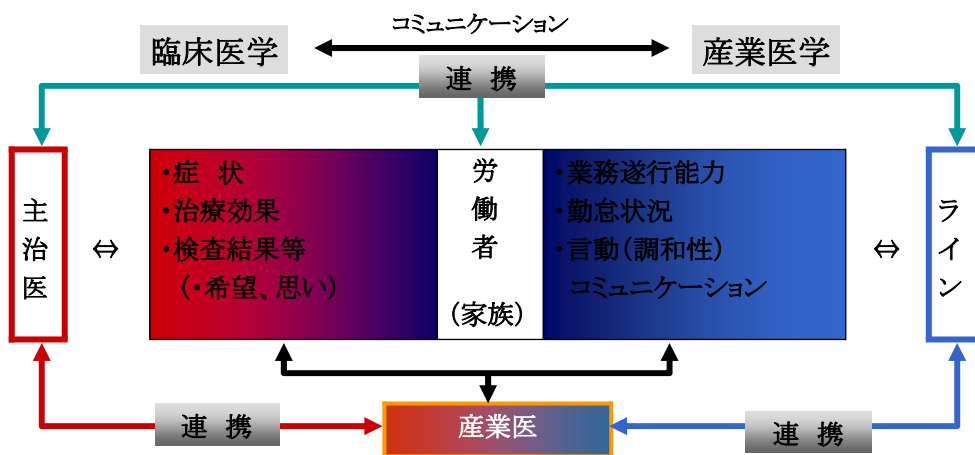 コミュニケーション
臨床医学
産業医学
連 携
主治医
⇔
・症 状
・治療効果
・検査結果等
(・希望、思い)
労働者
(家族)
・業務遂行能力
・勤怠状況
・言動(調和性)
コミュニケーション
⇔
ライン
連 携
産業医
連 携